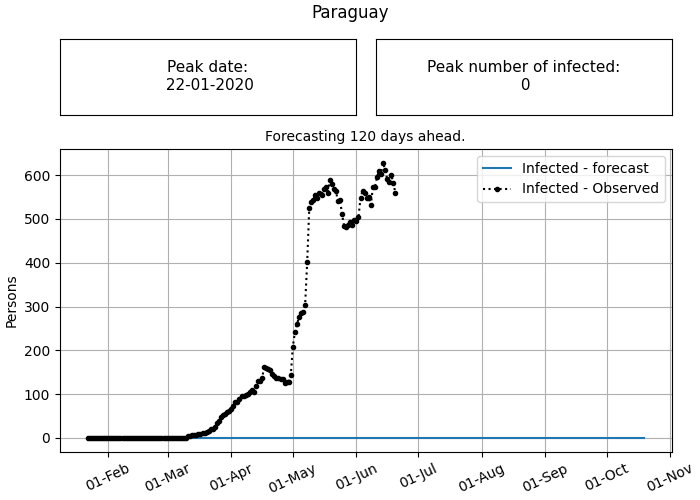 Paraguay
Peak date:
22-01-2020
Peak number of infected:
0
Forecasting 120 days ahead.
Infected - forecast
Infected - Observed
Persons
600
500
400
300
200
100
0
01-Feb
01-Mar
01-Apr
01-May
01-Jun
01-Jul
01-Aug
01-Sep
01-Oct
01-Nov